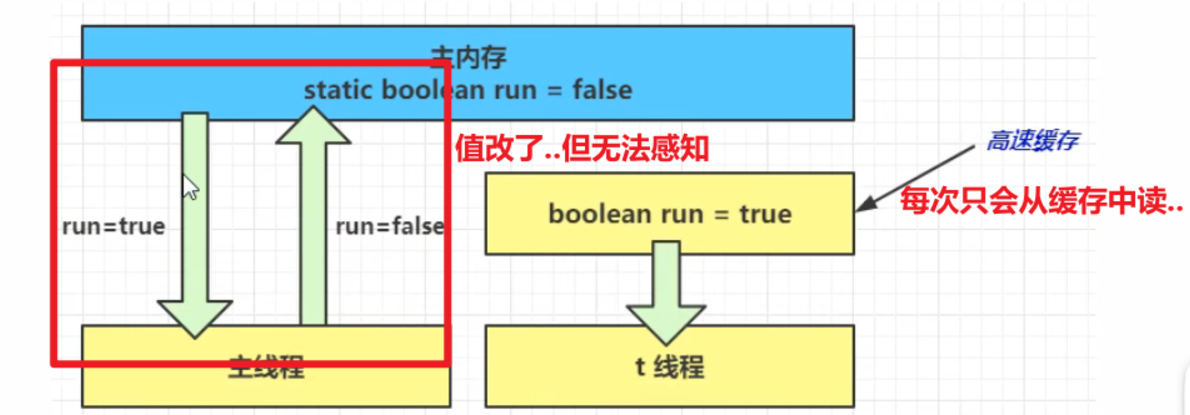 主内存
static boolean run = false
值改了..但无法感知
高速缓存
每次只会从缓存中读..
boolean run = true
run=true
run=false
主线程
t 线程